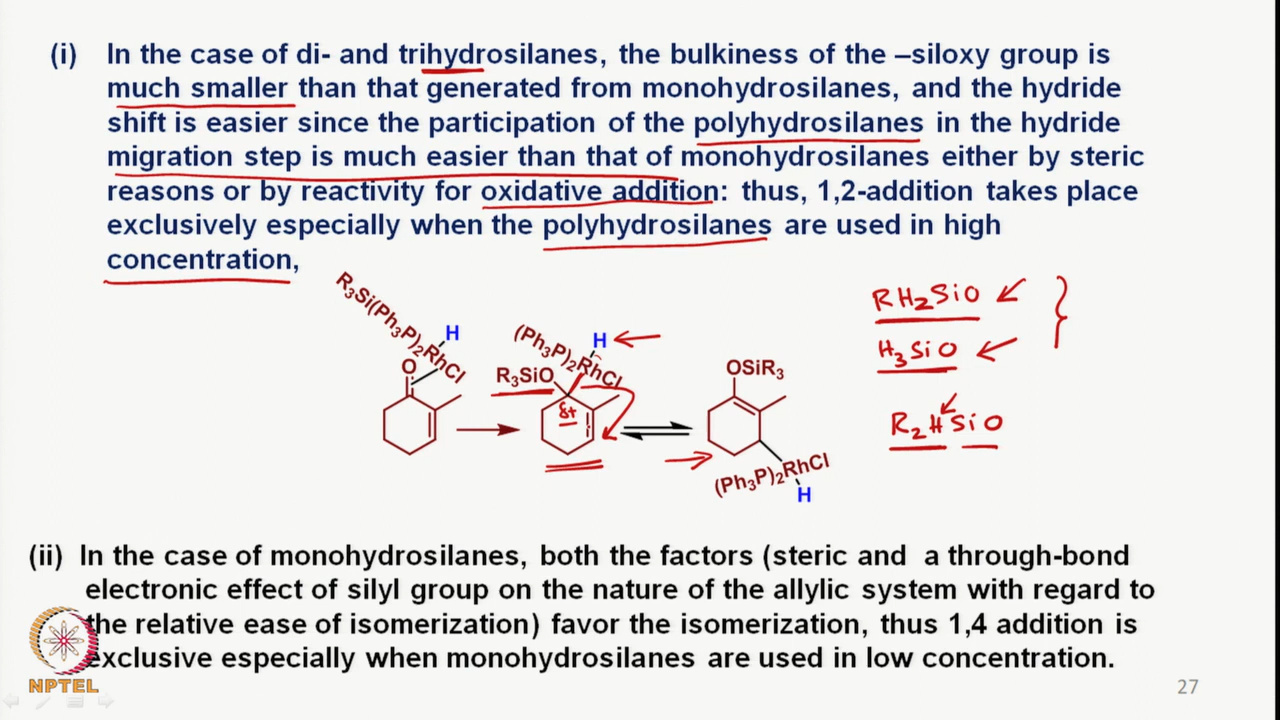 (i) In the case of di- and trihydrosilanes, the bulkiness of the –siloxy group is
much smaller than that generated from monohydrosilanes, and the hydride
shift is easier since the participation of the polyhydrosilanes in the hydride
migration step is much easier than that of monohydrosilanes either by steric
reasons or by reactivity for oxidative addition: thus, 1,2-addition takes place
exclusively especially when the polyhydrosilanes are used in high
concentration,
R₃Si(Ph₃P)₂RhCl
H
O
(Ph₃P)₂RhCl
H
R₃SiO
δ+
OSiR₃
(Ph₃P)₂RhCl
H
RH₂SiO
H₃SiO
R₂HSiO
(ii) In the case of monohydrosilanes, both the factors (steric and a through-bond
electronic effect of silyl group on the nature of the allylic system with regard to
the relative ease of isomerization) favor the isomerization, thus 1,4 addition is
exclusive especially when monohydrosilanes are used in low concentration.
NPTEL
27